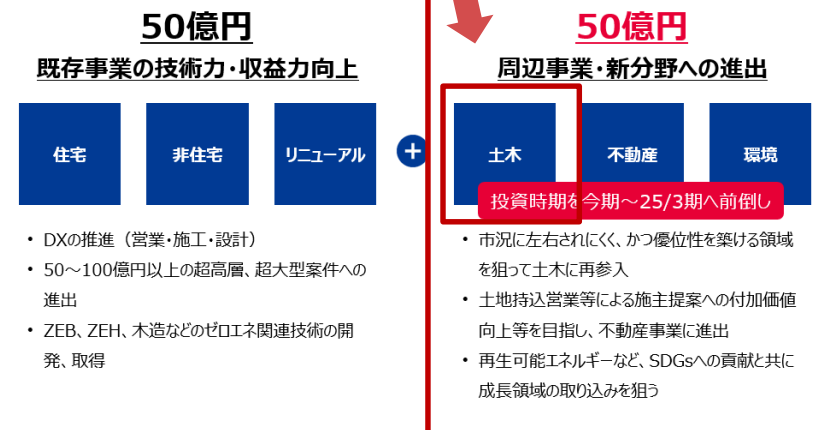 50億円
既存事業の技術力・収益力向上
住宅
非住宅
リニューアル
+
・ DXの推進（営業・施工・設計）
・ 50～100億円以上の超高層、超大型案件への
進出
・ ZEB、ZEH、木造などのゼロエネ関連技術の開
発、取得
50億円
周辺事業・新分野への進出
土木
不動産
環境
投資時期を今期～25/3期へ前倒し
・ 市況に左右されにくく、かつ優位性を築ける領域
を狙って土木に再参入
・ 土地持込営業等による施主提案への付加価値
向上等を目指し、不動産事業に進出
・ 再生可能エネルギーなど、SDGsへの貢献と共に
成長領域の取り込みを狙う